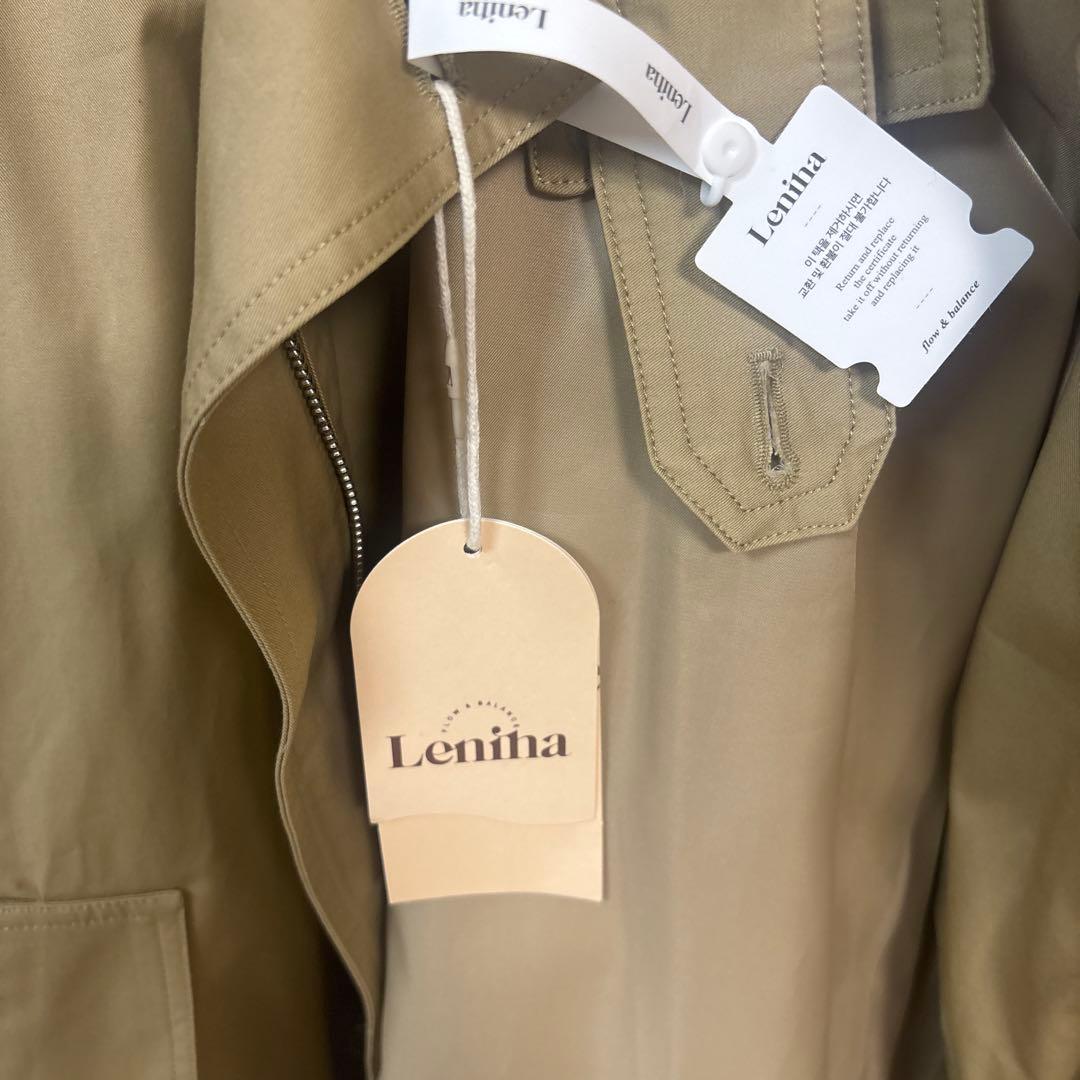 Leniha
Leniha
Leniha
이 택을 제거하시면
교환 및 환불이 절대 불가합니다
Return and replace
the certificate
take it off without returning
and replacing it
flow & balance
FLOW & BALANCE
Leniha